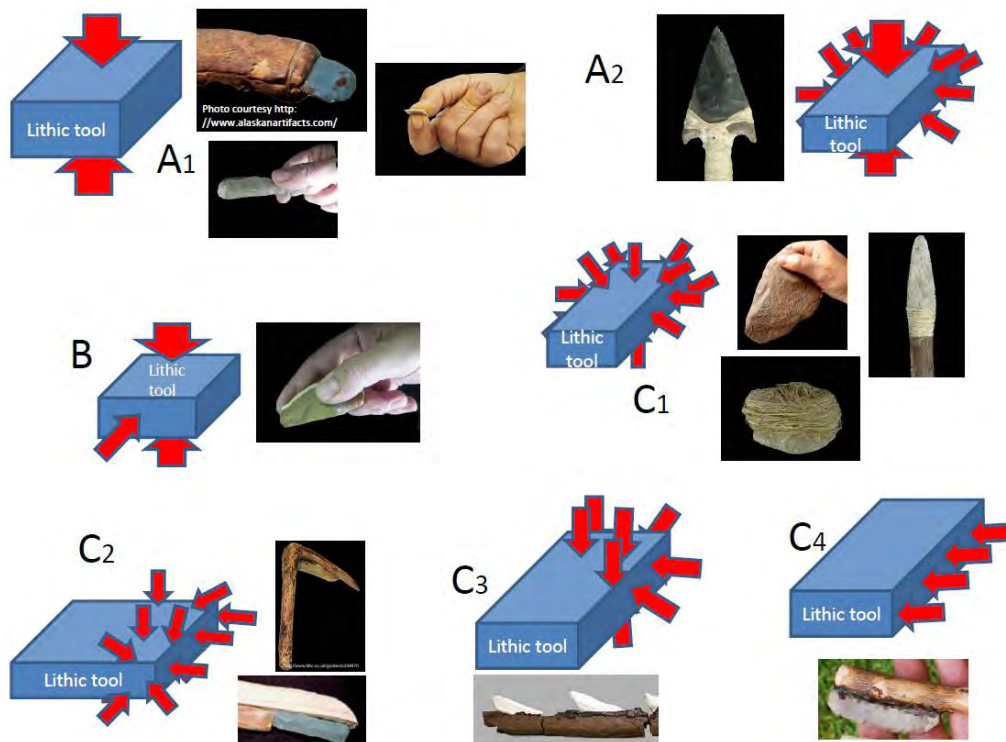 Lithic tool
A1
Photo courtesy http:
//www.alaskanartifacts.com/
A2
Lithic
tool
B
Lithic
tool
C1
Lithic
tool
C2
Lithic tool
C3
Lithic tool
C4
Lithic tool